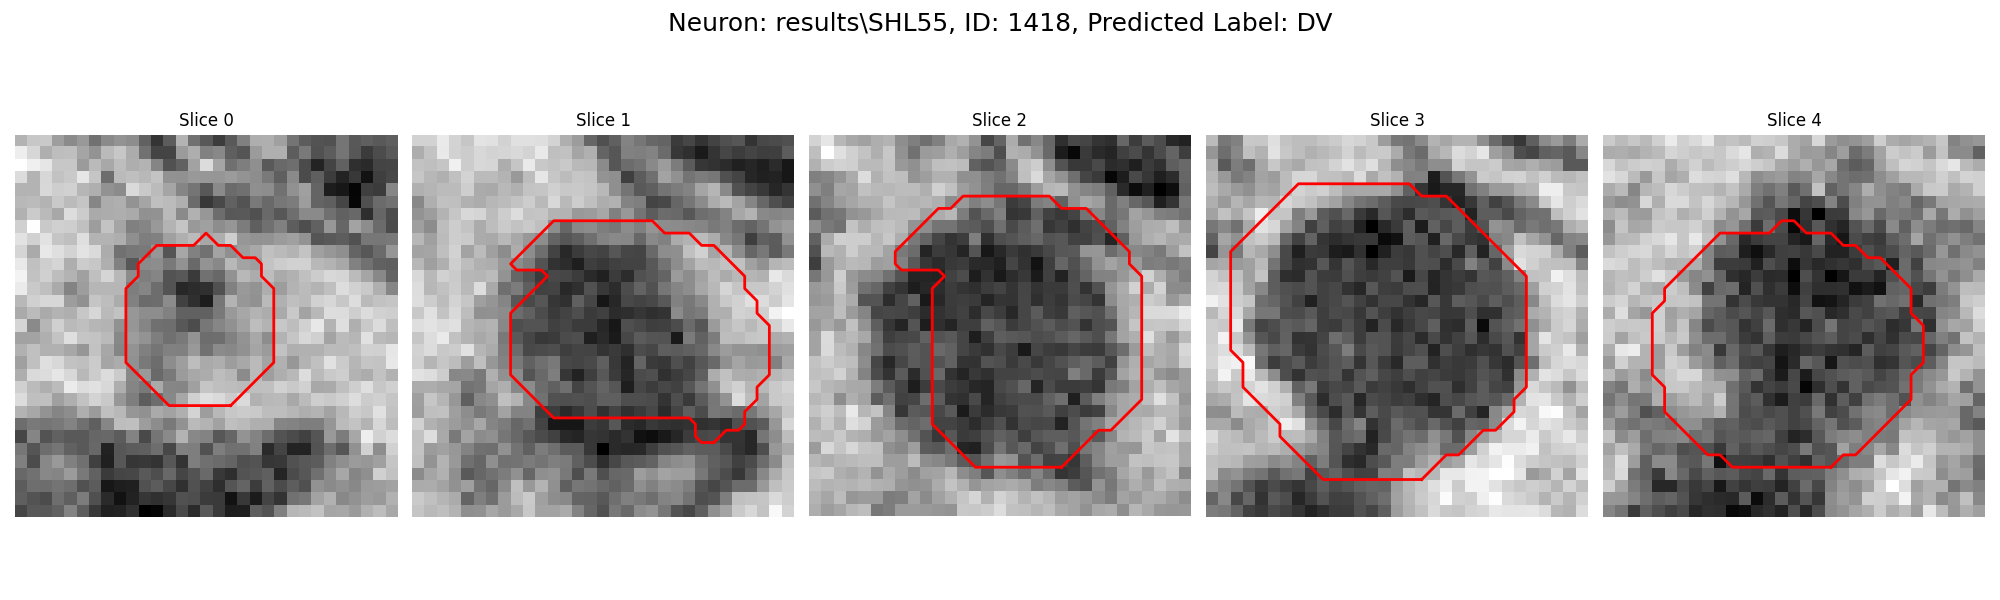 Neuron: results\SHL55, ID: 1418, Predicted Label: DV
Slice 0
Slice 1
Slice 2
Slice 3
Slice 4